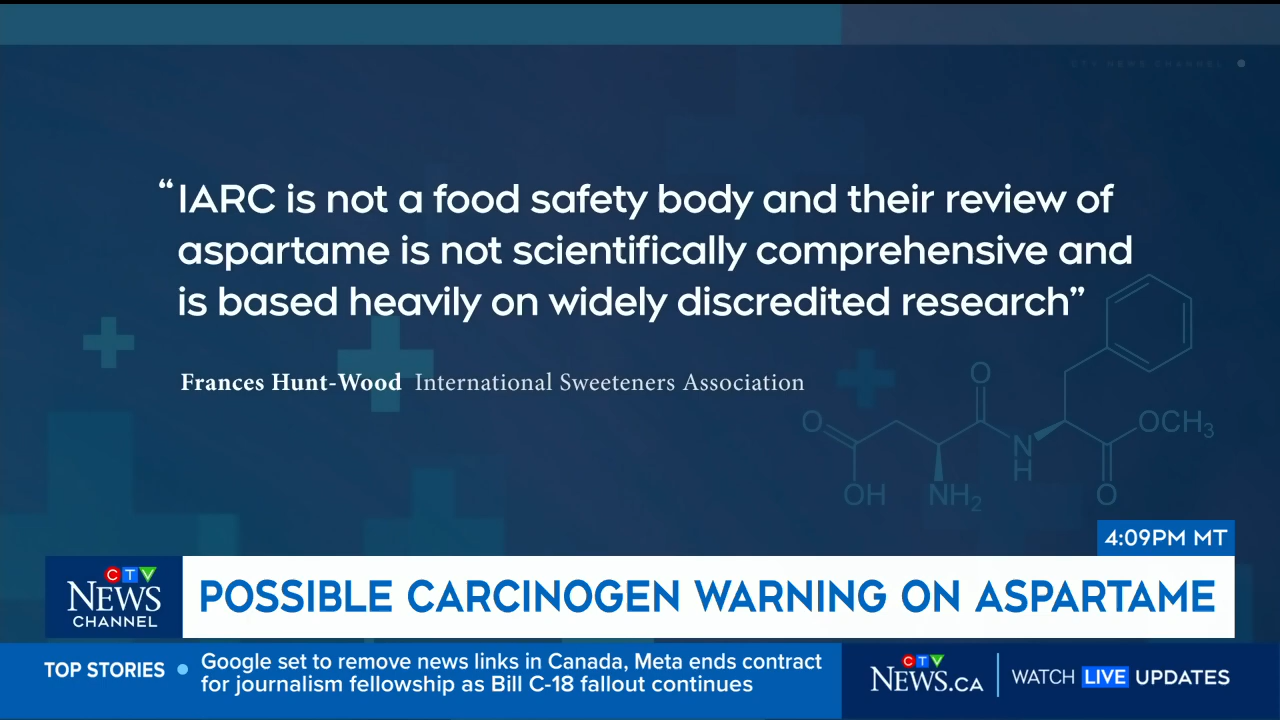 CTV NEWS CHANNEL
“IARC is not a food safety body and their review of
aspartame is not scientifically comprehensive and
is based heavily on widely discredited research”
Frances Hunt-Wood International Sweeteners Association
O
O
OCH3
N
H
OH
NH2
O
4:09PM MT
CTV
NEWS
CHANNEL
POSSIBLE CARCINOGEN WARNING ON ASPARTAME
TOP STORIES
Google set to remove news links in Canada, Meta ends contract
for journalism fellowship as Bill C-18 fallout continues
CTV
NEWS.CA
WATCH LIVE UPDATES